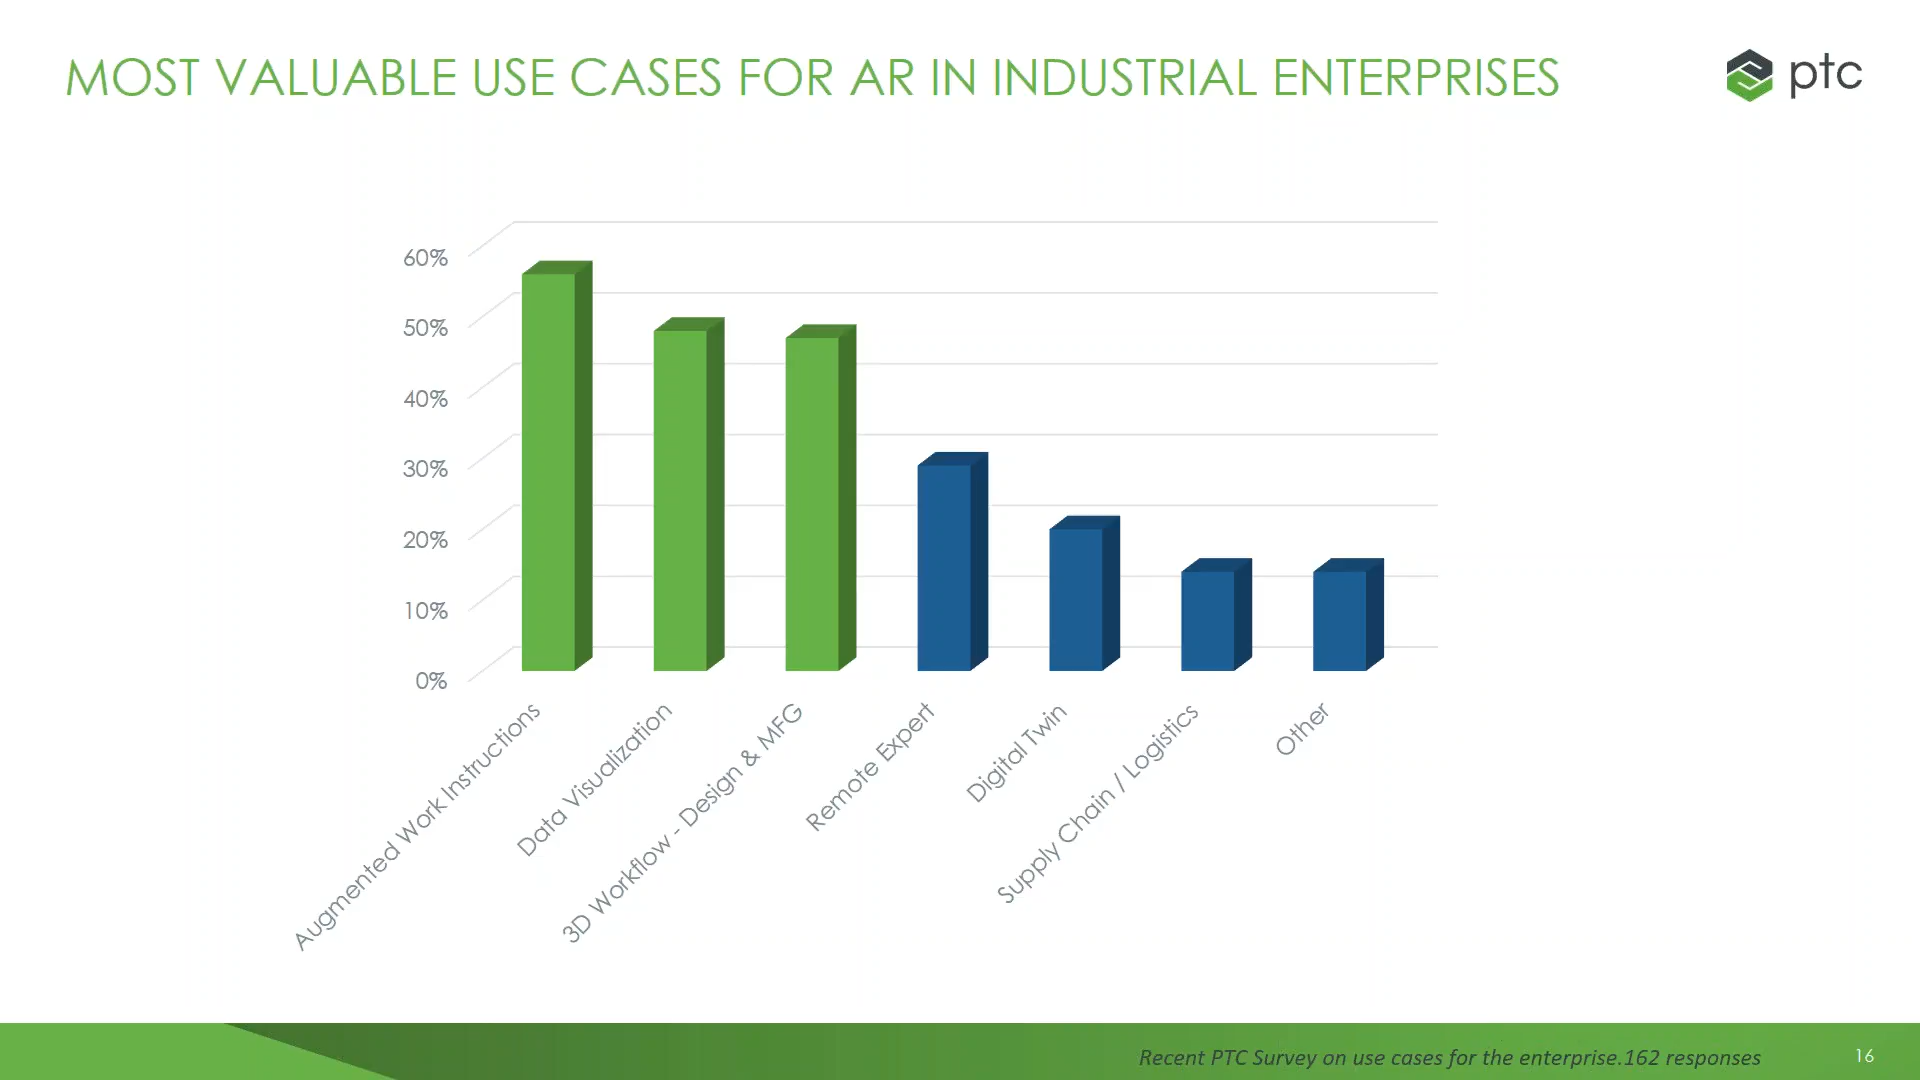 MOST VALUABLE USE CASES FOR AR IN INDUSTRIAL ENTERPRISES
ptc
60%
50%
40%
30%
20%
10%
0%
Augmented Work Instructions
Data Visualization
3D Workflow - Design & MFG
Remote Expert
Digital Twin
Supply Chain / Logistics
Other
Recent PTC Survey on use cases for the enterprise.162 responses
16